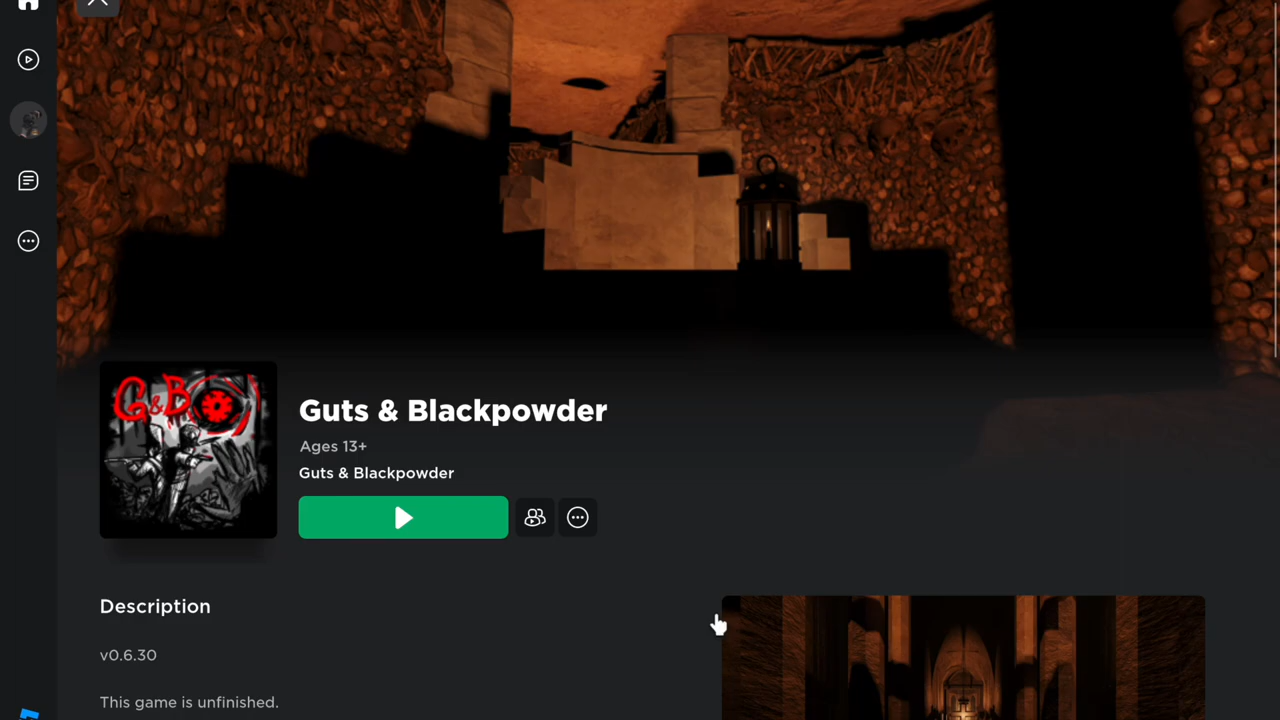 G&B
Guts & Blackpowder
Ages 13+
Guts & Blackpowder
Description
v0.6.30
This game is unfinished.